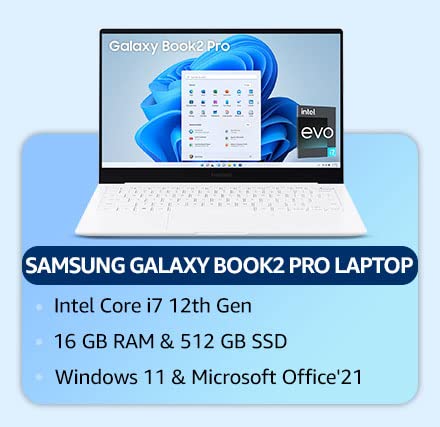 Galaxy Book2 Pro
intel
evo
i7
SAMSUNG GALAXY BOOK2 PRO LAPTOP
Intel Core i7 12th Gen
16 GB RAM & 512 GB SSD
Windows 11 & Microsoft Office'21